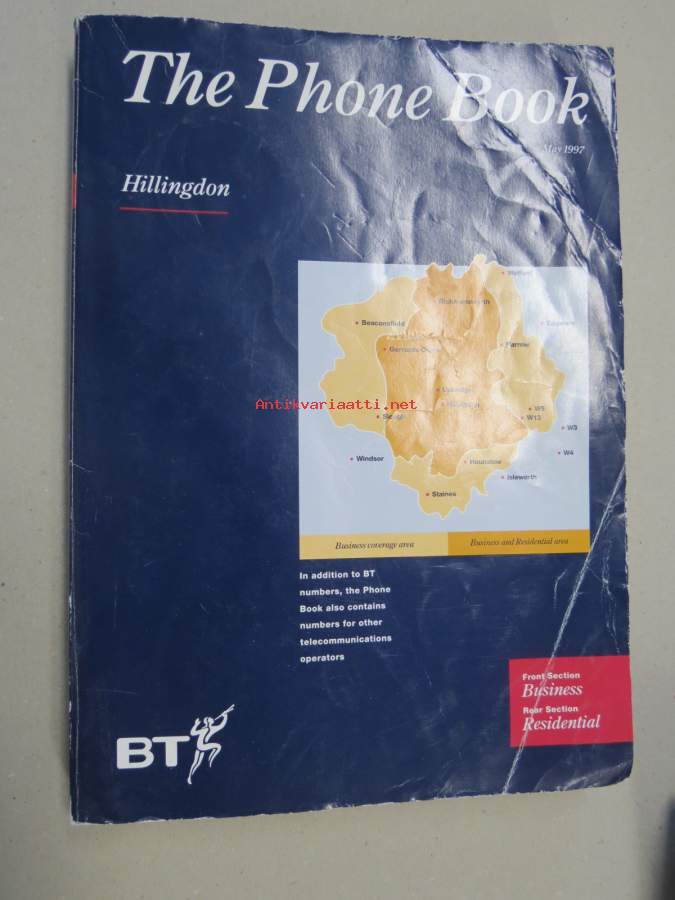 The Phone Book
May 1997
Hillingdon
Watford
Rickmansworth
Beaconsfield
Edgware
Gerrards Cross
Pinner
Uxbridge
Antikvariaatti.net
Hillingdon
W5
Slough
W13
W3
W4
Windsor
Hounslow
Isleworth
Staines
Business coverage area
Business and Residential area
In addition to BT
numbers, the Phone
Book also contains
numbers for other
telecommunications
operators
Front Section
Business
Rear Section
Residential
BT